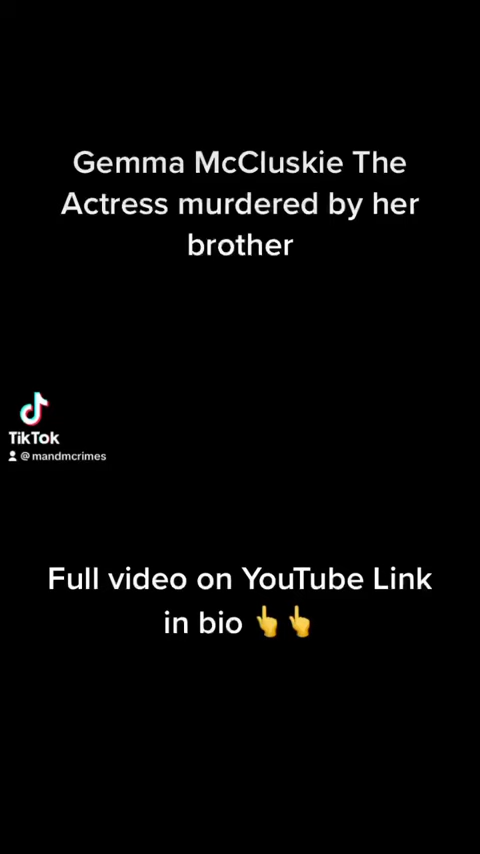 Gemma McCluskie The
Actress murdered by her
brother
TikTok
@mandmcrimes
Full video on YouTube Link
in bio 👆👆